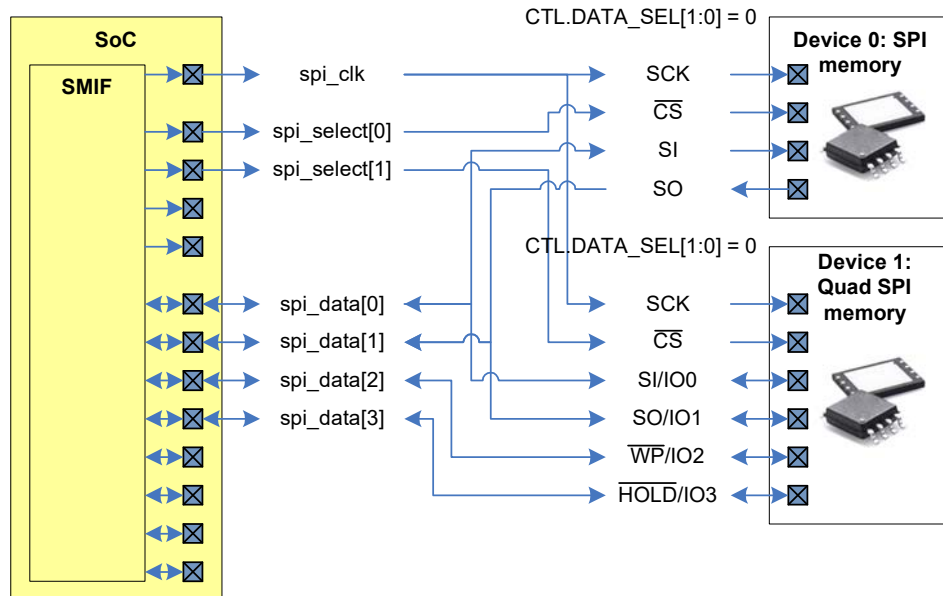 CTL.DATA_SEL[1:0] = 0
SoC
SMIF
Device 0: SPI
memory
spi_clk
SCK
spi_select[0]
CS
spi_select[1]
SI
SO
CTL.DATA_SEL[1:0] = 0
Device 1:
Quad SPI
memory
spi_data[0]
SCK
spi_data[1]
CS
spi_data[2]
SI/IO0
spi_data[3]
SO/IO1
WP/IO2
HOLD/IO3